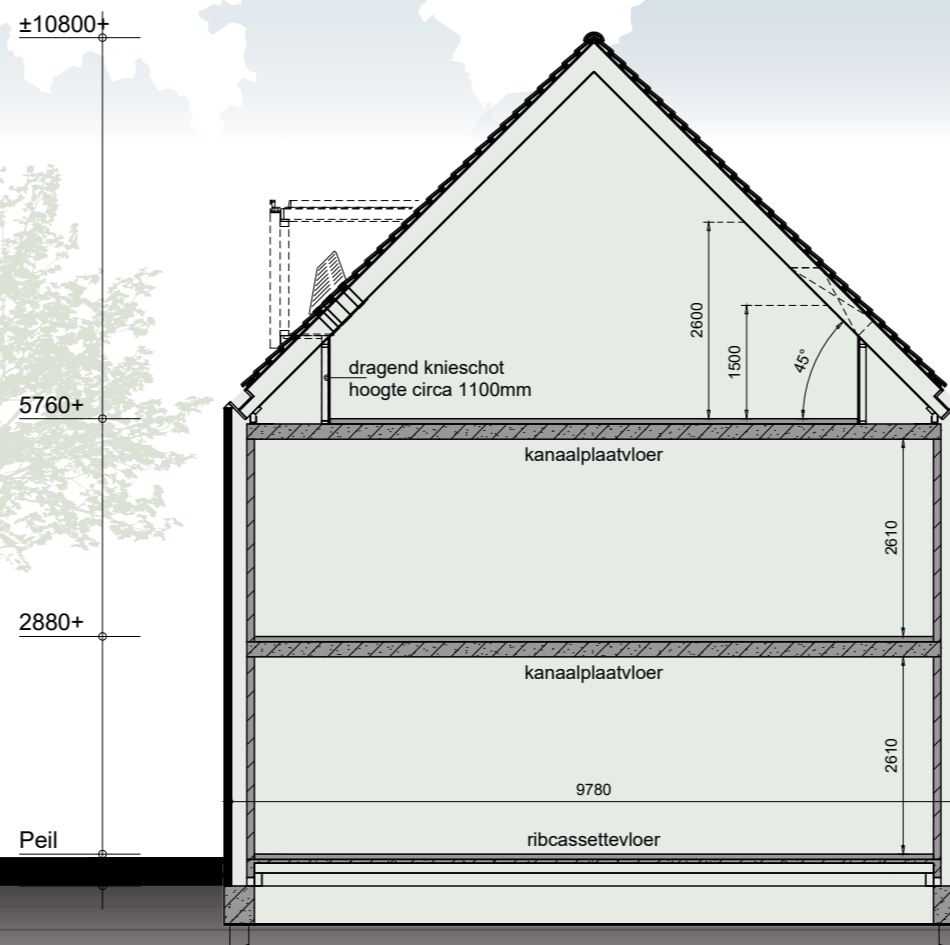 ±10800+
2600
1500
45°
dragend knieschot
hoogte circa 1100mm
5760+
kanaalplaatvloer
2610
2880+
kanaalplaatvloer
2610
9780
Peil
ribcassettevloer